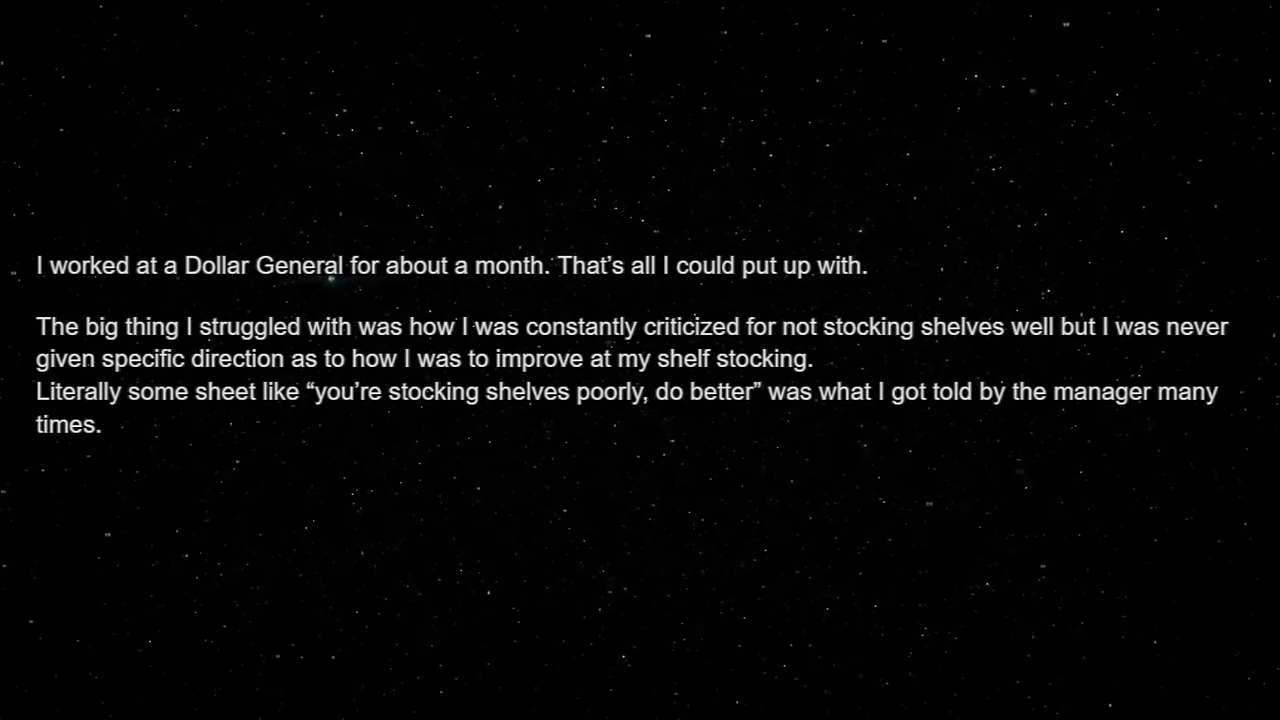 I worked at a Dollar General for about a month. That’s all I could put up with.
The big thing I struggled with was how I was constantly criticized for not stocking shelves well but I was never
given specific direction as to how I was to improve at my shelf stocking.
Literally some sheet like “you’re stocking shelves poorly, do better” was what I got told by the manager many
times.